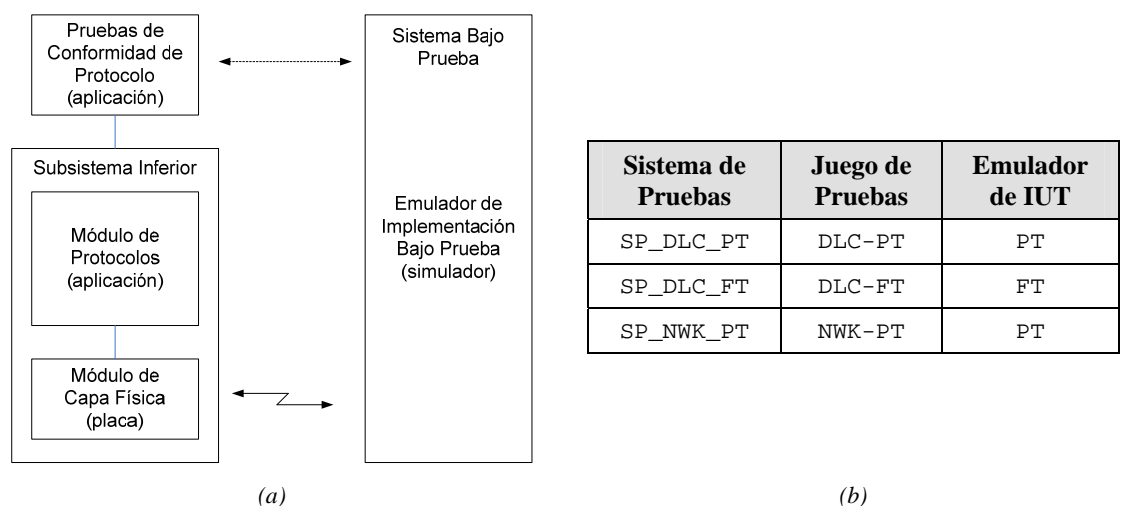 Pruebas de
Conformidad de
Protocolo
(aplicación)
Sistema Bajo
Prueba
Subsistema Inferior
Módulo de
Protocolos
(aplicación)
Emulador de
Implementación
Bajo Prueba
(simulador)
Módulo de
Capa Física
(placa)
(a)
Sistema de Pruebas Juego de Pruebas Emulador de IUT
SP_DLC_PT DLC-PT PT
SP_DLC_FT DLC-FT FT
SP_NWK_PT NWK-PT PT
(b)